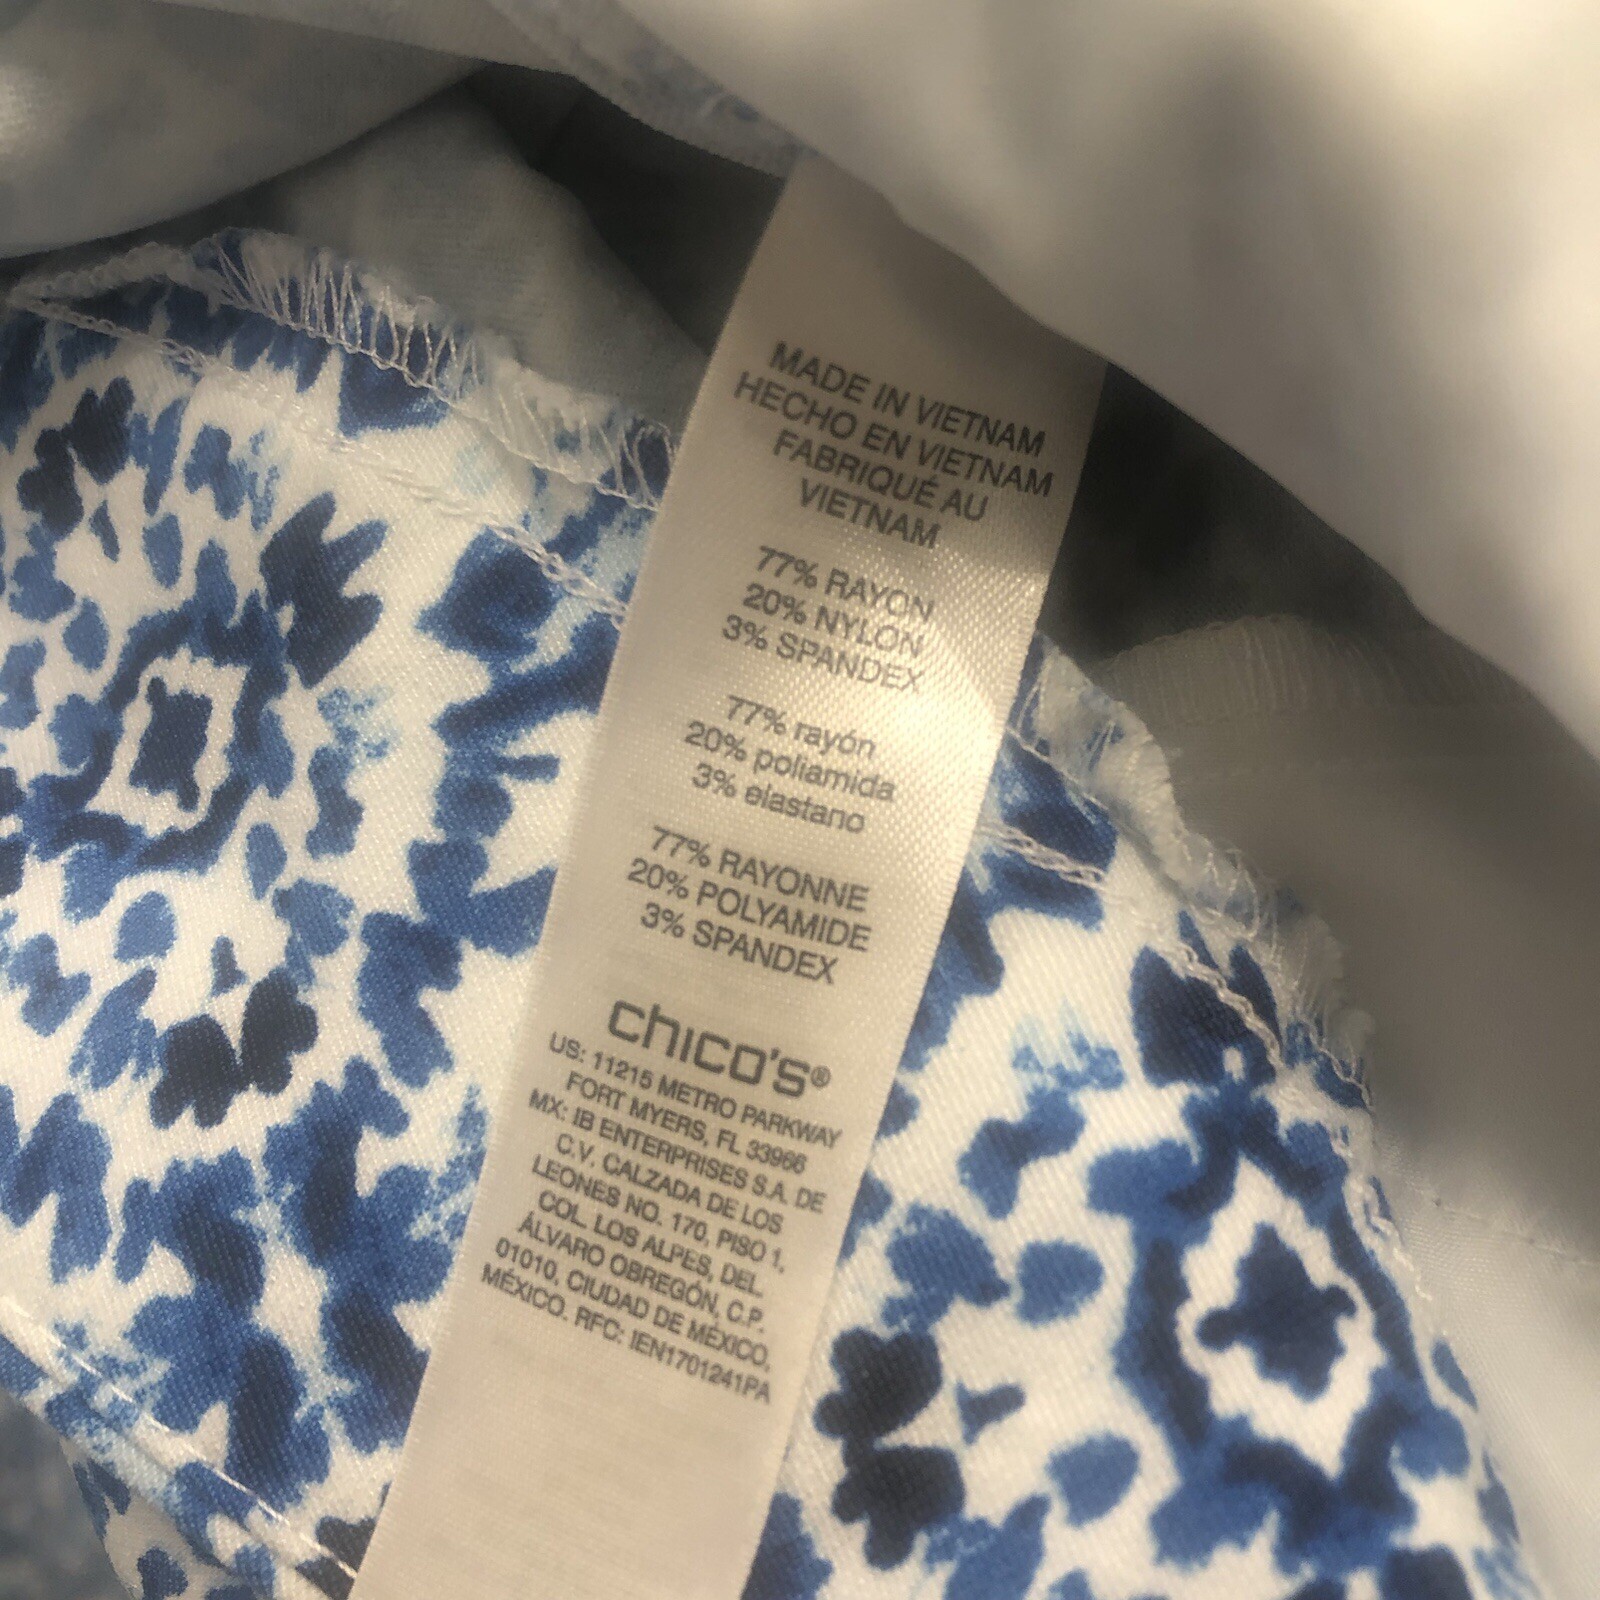 MADE IN VIETNAM
HECHO EN VIETNAM
FABRIQUÉ AU
VIETNAM
77% RAYON
20% NYLON
3% SPANDEX
77% rayón
20% poliamida
3% elastano
77% RAYONNE
20% POLYAMIDE
3% SPANDEX
chico's®
US: 11215 METRO PARKWAY
FORT MYERS, FL 33966
MX: IB ENTERPRISES S.A. DE
C.V. CALZADA DE LOS
LEONES NO. 170, PISO 1,
COL. LOS ALPES, DEL.
ÁLVARO OBREGÓN, C.P.
01010, CIUDAD DE MÉXICO,
MÉXICO. RFC: IEN1701241PA